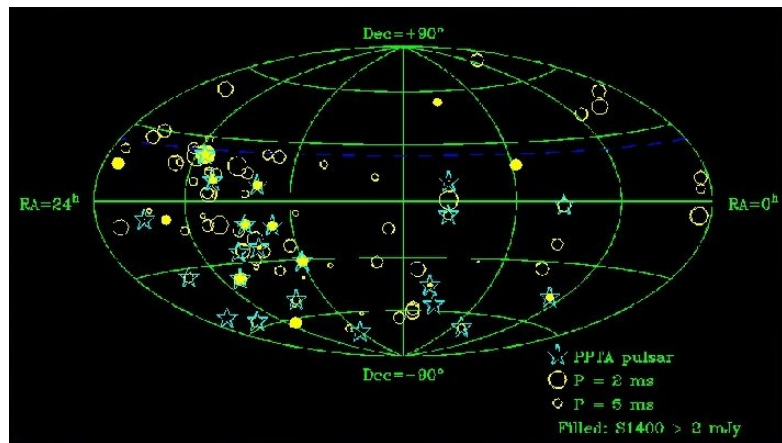 Dec=+90°
RA=24ʰ
RA=0ʰ
Dec=−90°
PPTA pulsar
P = 2 ms
P = 5 ms
Filled: S1400 > 2 mJy